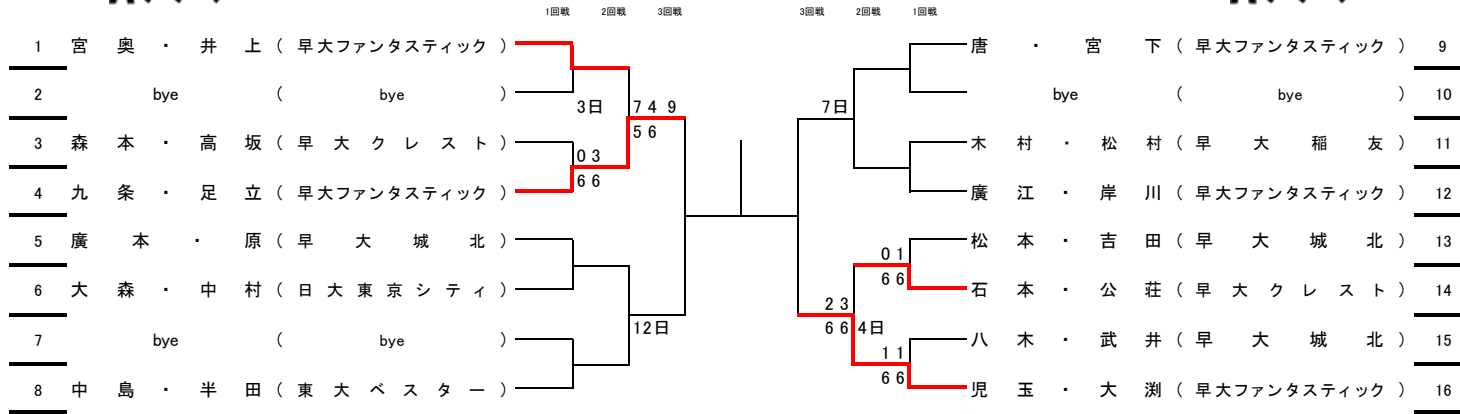 1回戦 2回戦 3回戦 3回戦 2回戦 1回戦
1 宮奥・井上(早大ファンタスティック) 唐・宮下(早大ファンタスティック) 9
2 bye ( bye ) bye ( bye ) 10
3日 7 4 9 7日
5 6
3 森本・高坂(早大クレスト) 木村・松村(早大稲友) 11
0 3
6 6
4 九条・足立(早大ファンタスティック) 廣江・岸川(早大ファンタスティック) 12
5 廣本・原(早大城北) 松本・吉田(早大城北) 13
0 1
6 6
6 大森・中村(日大東京シティ) 石本・公荘(早大クレスト) 14
2 3
12日 6 6 4日
7 bye ( bye ) 八木・武井(早大城北) 15
1 1
6 6
8 中島・半田(東大ベスター) 児玉・大渕(早大ファンタスティック) 16